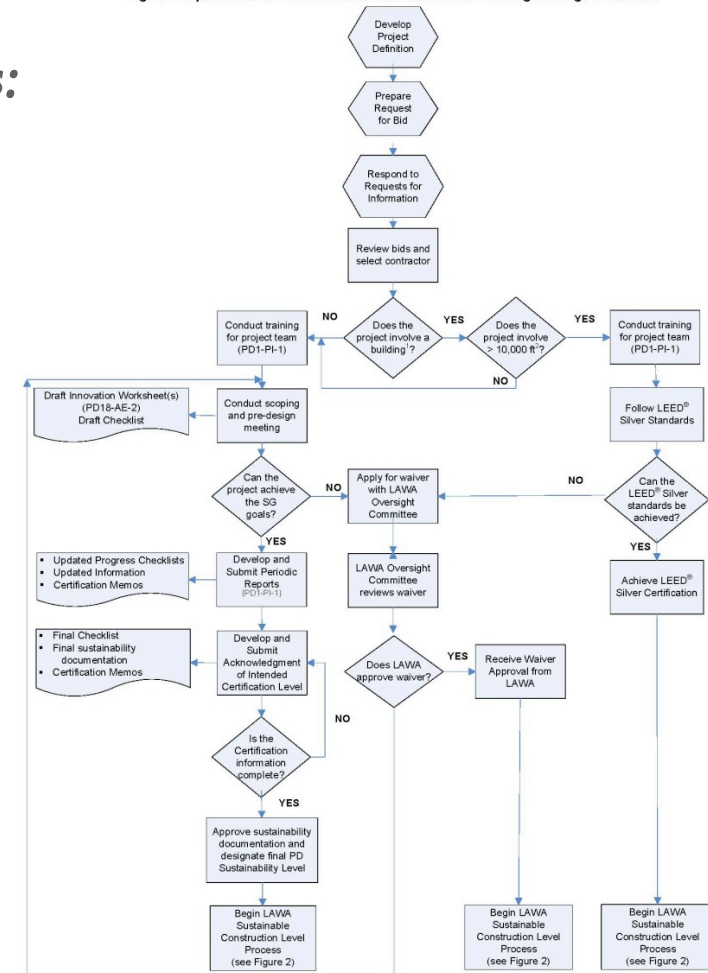 s:
Develop
Project
Definition
Prepare
Request
for Bid
Respond to
Requests for
Information
Review bids and
select contractor
NO
YES
YES
Conduct training
for project team
(PD1-PI-1)
Does the
project involve a
building¹?
Does the
project involve
> 10,000 ft²?
Conduct training
for project team
(PD1-PI-1)
NO
Draft Innovation Worksheet(s)
(PD18-AE-2)
Draft Checklist
Conduct scoping
and pre-design
meeting
Follow LEED®
Silver Standards
Can the
project achieve
the SG
goals?
NO
Apply for waiver
with LAWA
Oversight
Committee
NO
Can the
LEED® Silver
standards be
achieved?
YES
YES
▪ Updated Progress Checklists
▪ Updated Information
▪ Certification Memos
Develop and
Submit Periodic
Reports
(PD1-PI-1)
LAWA Oversight
Committee
reviews waiver
Achieve LEED®
Silver Certification
▪ Final Checklist
▪ Final sustainability
documentation
▪ Certification Memos
Develop and
Submit
Acknowledgment
of Intended
Certification Level
Does LAWA
approve waiver?
YES
Receive Waiver
Approval from
LAWA
NO
Is the
Certification
information
complete?
YES
Approve sustainability
documentation and
designate final PD
Sustainability Level
Begin LAWA
Sustainable
Construction Level
Process
(see Figure 2)
Begin LAWA
Sustainable
Construction Level
Process
(see Figure 2)
Begin LAWA
Sustainable
Construction Level
Process
(see Figure 2)